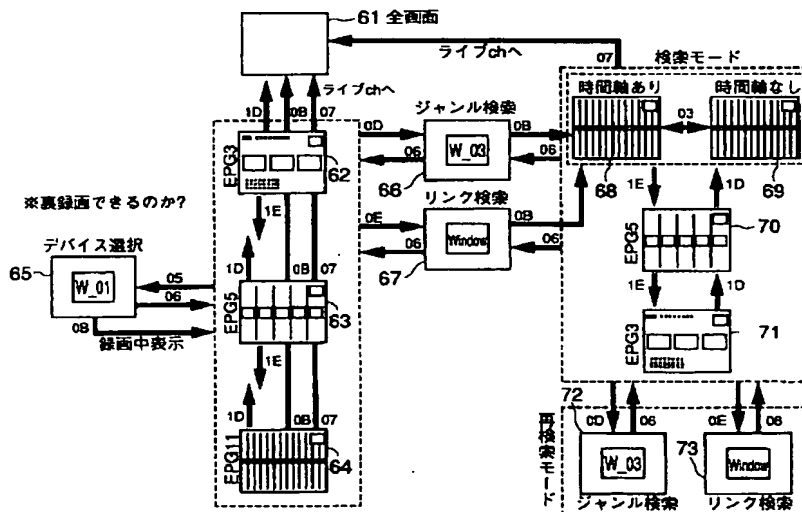 61 全画面
ライブchへ
07
検索モード
ライブchへ
1D
0B
07
時間軸あり
時間軸なし
03
68
69
ジャンル検索
0D
W_03
0B
06
06
66
EPG3
62
1E
リンク検索
0E
Window
0B
06
06
67
1E
1D
EPG5
70
※裏録画できるのか?
デバイス選択
65
W_01
05
06
0B
録画中表示
1D
0B
07
EPG5
63
1E
1E
1D
EPG3
71
1D
0B
07
EPG11
64
再検索モード
72
0D
06
W_03
ジャンル検索
0E
06
73
Window
リンク検索